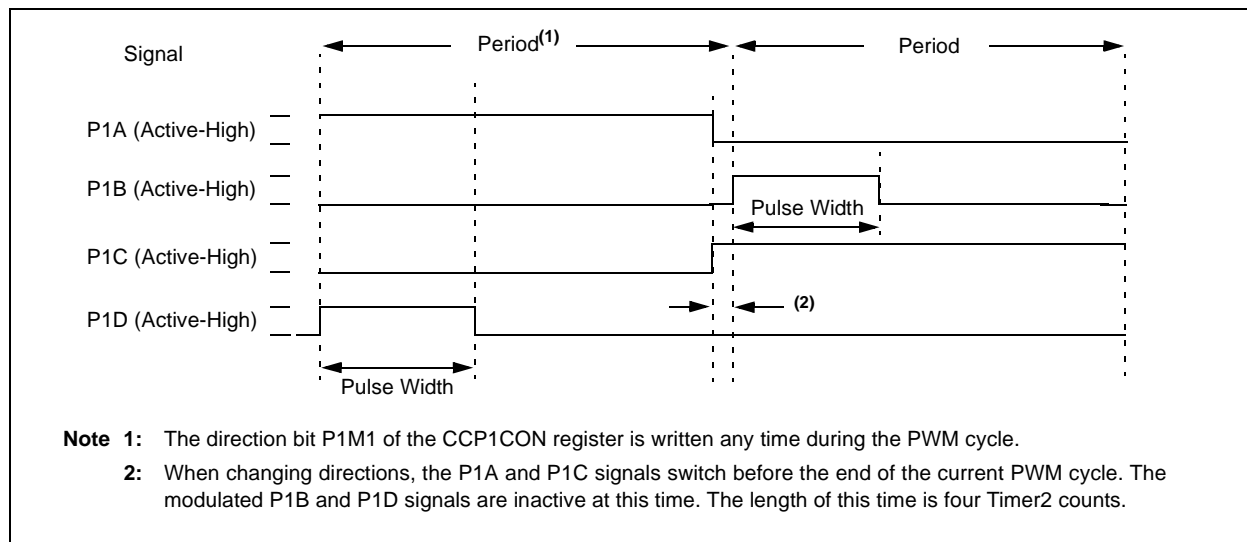 Signal
Period(1)
Period
P1A (Active-High)
P1B (Active-High)
Pulse Width
P1C (Active-High)
(2)
P1D (Active-High)
Pulse Width
Note 1: The direction bit P1M1 of the CCP1CON register is written any time during the PWM cycle.
2: When changing directions, the P1A and P1C signals switch before the end of the current PWM cycle. The
modulated P1B and P1D signals are inactive at this time. The length of this time is four Timer2 counts.